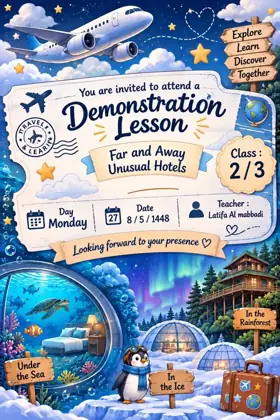 Explore
Learn
Discover
Together
You are invited to attend a
Demonstration
Lesson
TRAVEL
LEARN
Far and Away
Unusual Hotels
Class :
2 / 3
Day
Monday
27
Date
8 / 5 / 1448
Teacher :
Latifa Al mabbadi
Looking forward to your presence
Under
the Sea
In
the Ice
In the
Rainforest